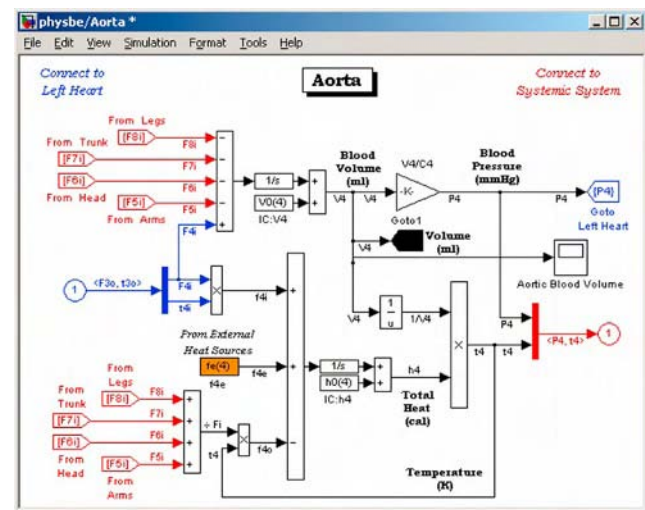 physbe/Aorta *
File Edit View Simulation Format Tools Help
Connect to
Left Heart
Aorta
Connect to
Systemic System
From Legs
[F8i]
F8i
From Trunk
[F7i]
F7i
[F6i]
F6i
From Head
[F5i]
F5i
From Arms
F4i
1/s
V0(4)
IC:V4
Blood
Volume
(ml)
V4
V4
V4/C4
-K-
P4
Blood
Pressure
(mmHg)
P4
{P4}
Goto
Left Heart
Goto1
V4
Volume
(ml)
Aortic Blood Volume
1
<F3o, t3o>
F4i
t4i
f4i
V4
1
u
1/V4
P4
<P4, t4>
1
From External
Heat Sources
fe(4)
f4e
f4e
1/s
h0(4)
IC:h4
h4
t4
t4
Total
Heat
(cal)
From
Legs
[F8i]
F8i
From
Trunk
[F7i]
F7i
[F6i]
F6i
From
Head
[F5i]
F5i
From
Arms
÷ Fi
t4
f4o
Temperature
(K)